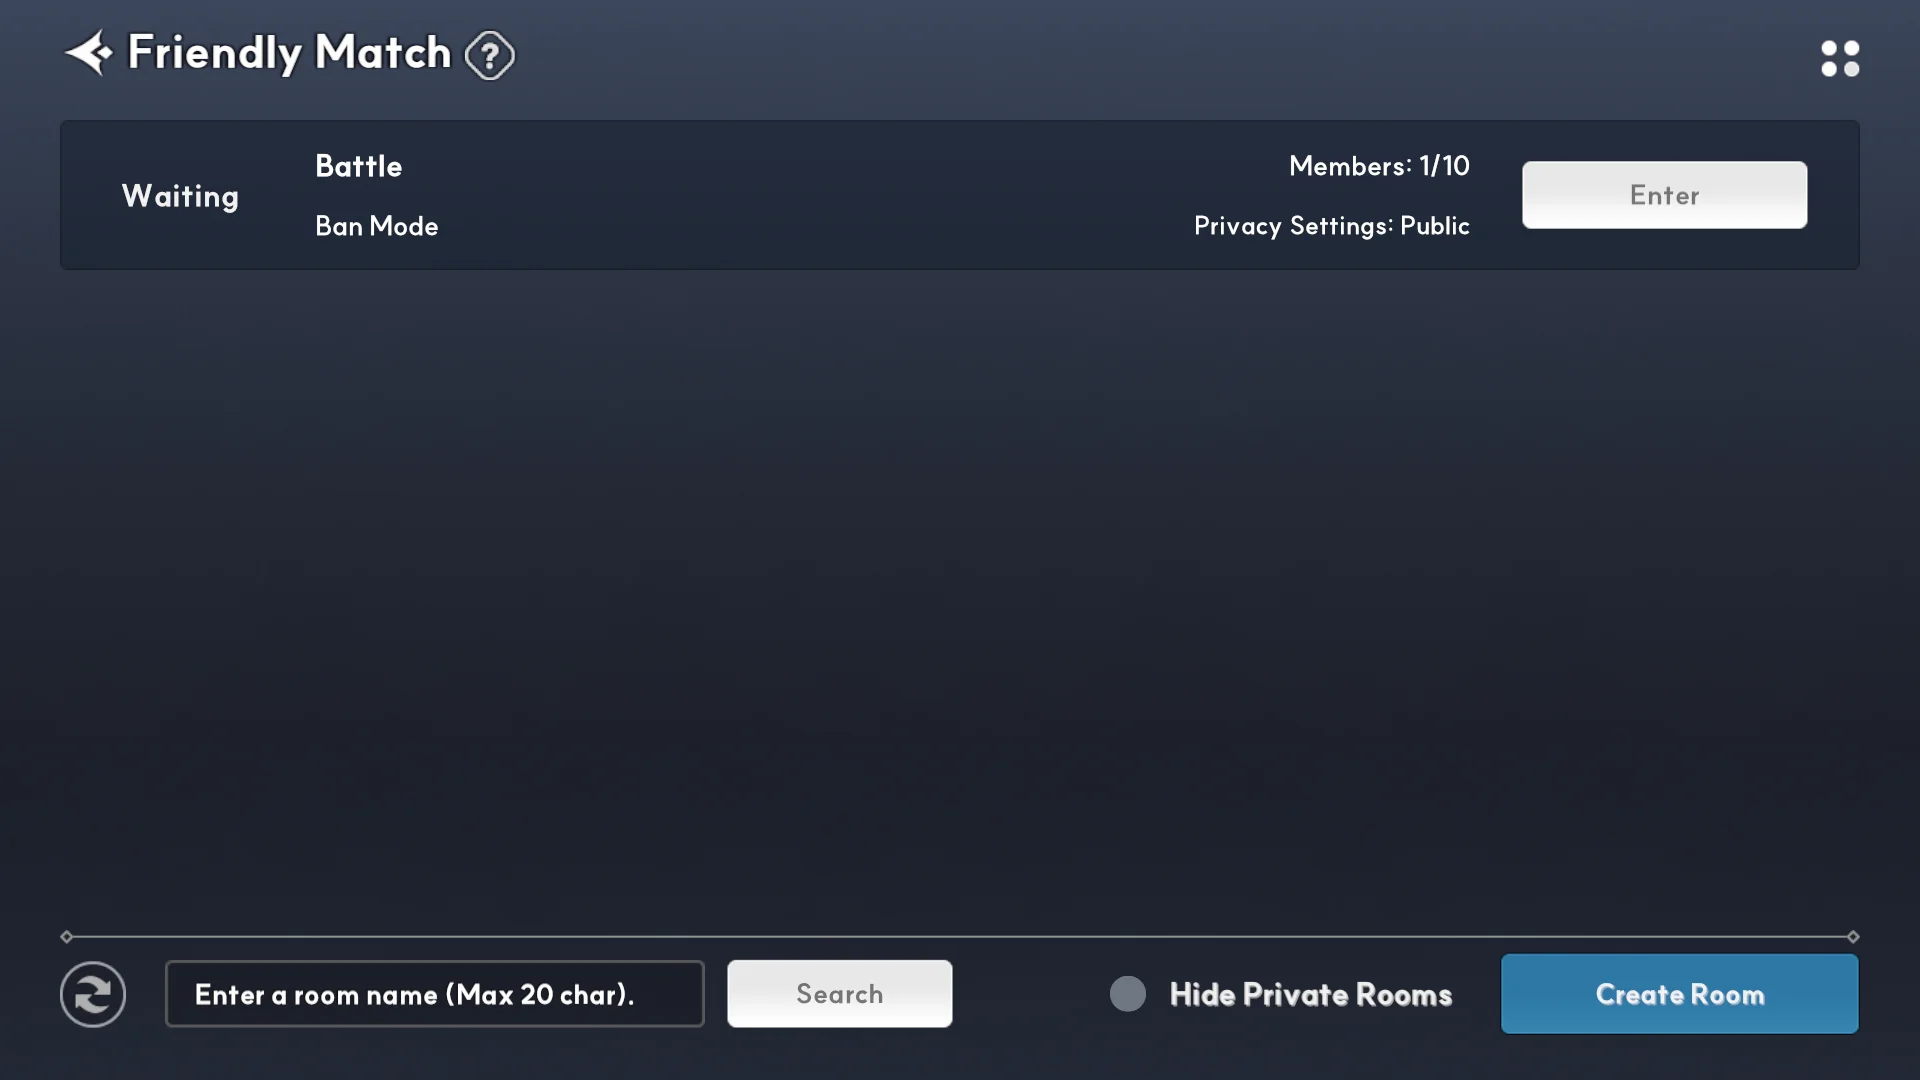 Friendly Match ?
Waiting
Battle
Ban Mode
Members: 1/10
Privacy Settings: Public
Enter
Enter a room name (Max 20 char).
Search
Hide Private Rooms
Create Room